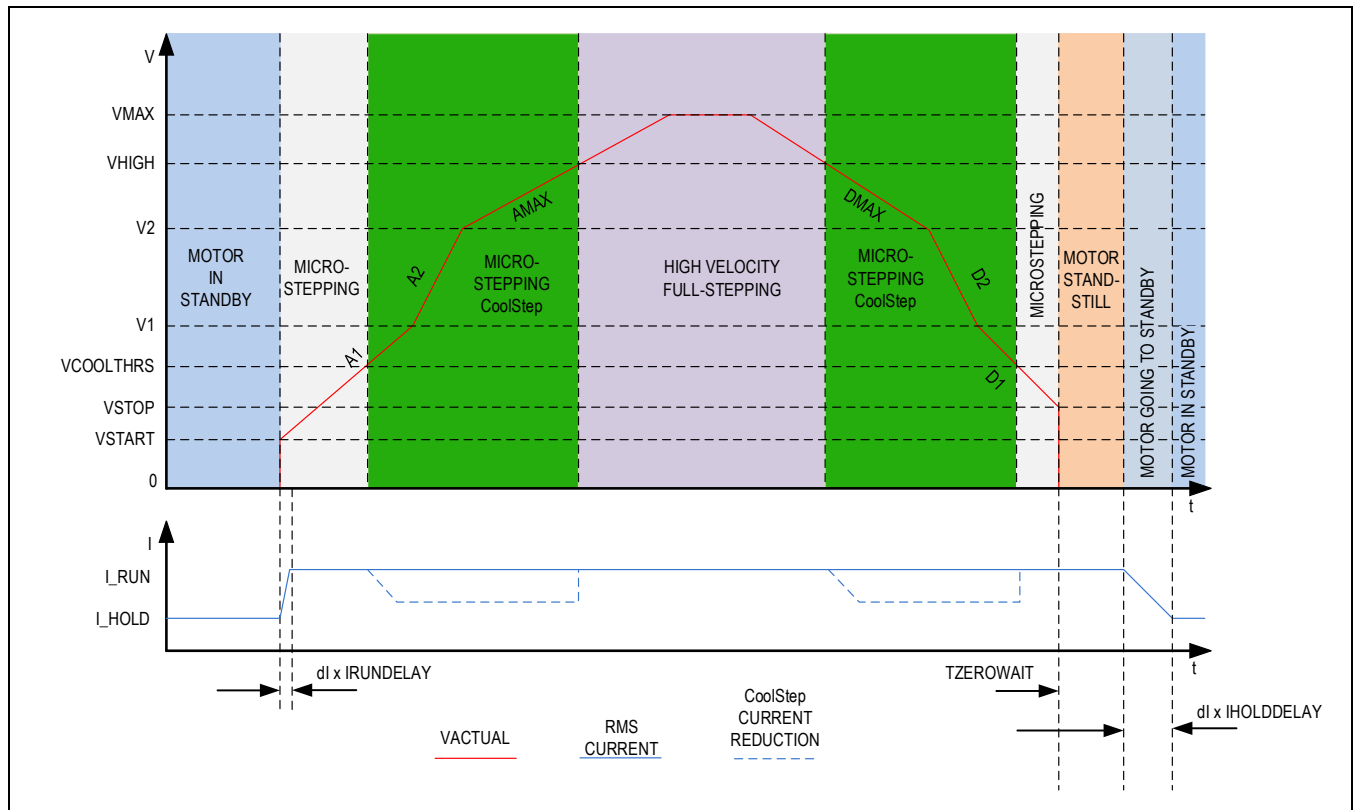 V
VMAX
VHIGH
V2
V1
VCOOLTHRS
VSTOP
VSTART
0
MOTOR
IN
STANDBY
MICRO-
STEPPING
A1
A2
AMAX
MICRO-
STEPPING
CoolStep
HIGH VELOCITY
FULL-STEPPING
DMAX
MICRO-
STEPPING
CoolStep
D2
D1
MICROSTEPPING
MOTOR
STAND-
STILL
MOTOR GOING TO STANDBY
MOTOR IN STANDBY
t
I
I_RUN
I_HOLD
t
dI x IRUNDELAY
TZEROWAIT
dI x IHOLDDELAY
VACTUAL
RMS
CURRENT
CoolStep
CURRENT
REDUCTION